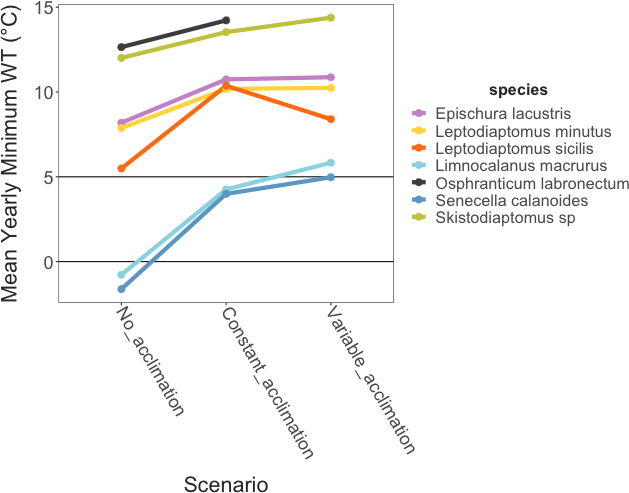 Mean Yearly Minimum WT (°C)
15
10
5
0
No_acclimation
Constant_acclimation
Variable_acclimation
Scenario
species
Epischura lacustris
Leptodiaptomus minutus
Leptodiaptomus sicilis
Limnocalanus macrurus
Osphranticum labronectum
Senecella calanoides
Skistodiaptomus sp